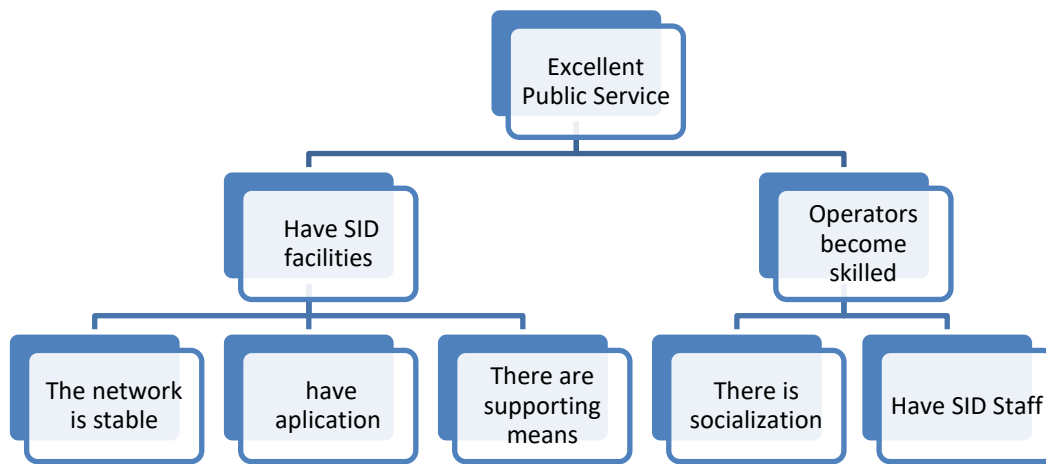 Excellent
Public Service
Have SID
facilities
Operators
become
skilled
The network
is stable
have
aplication
There are
supporting
means
There is
socialization
Have SID Staff